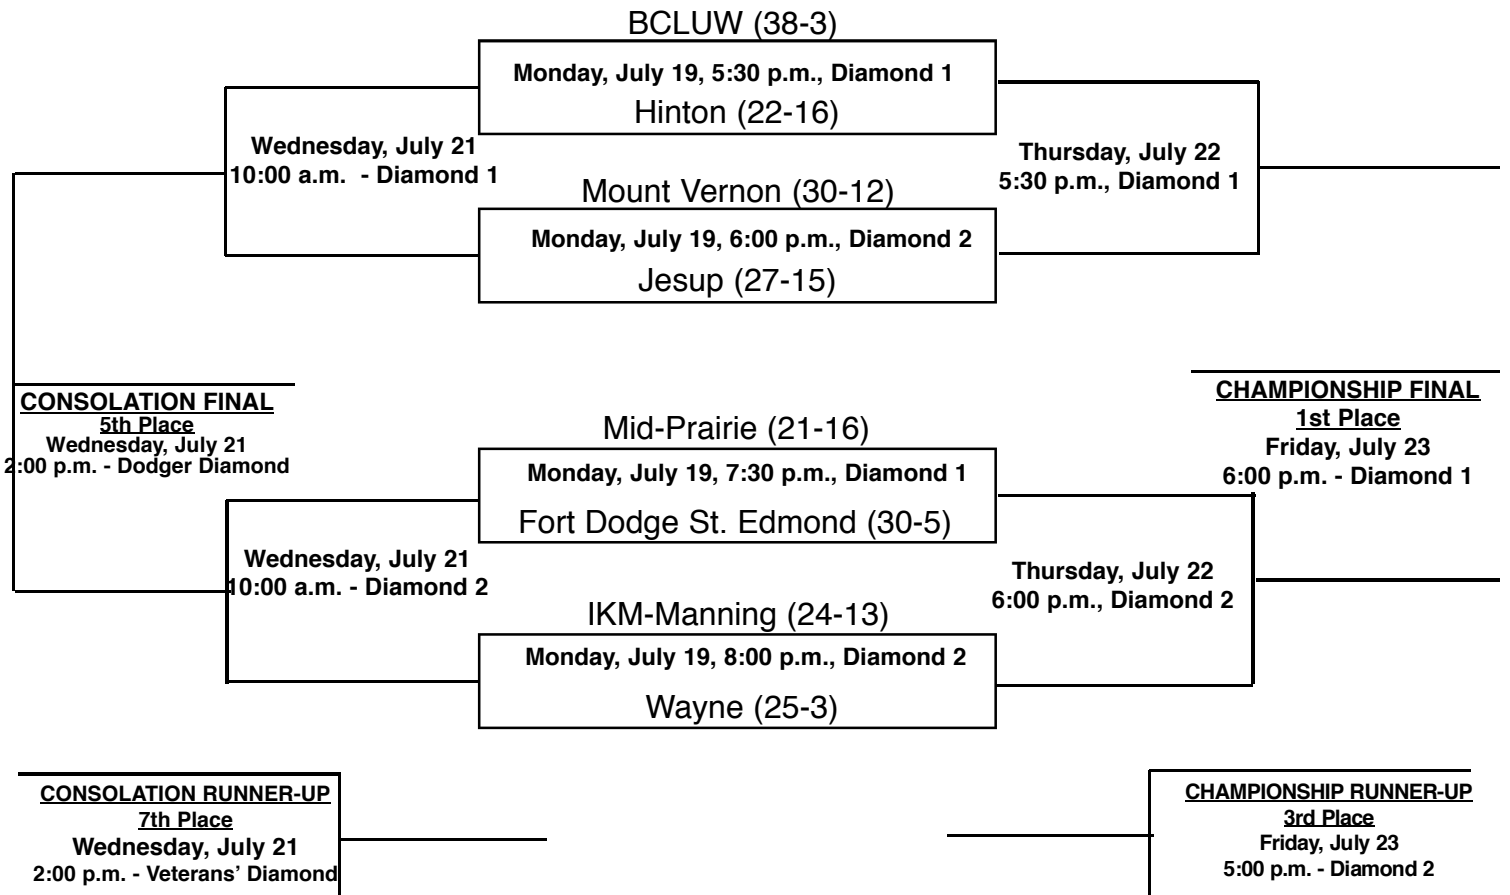 BCLUW (38-3)
Monday, July 19, 5:30 p.m., Diamond 1
Hinton (22-16)
Wednesday, July 21
10:00 a.m.  - Diamond 1
Thursday, July 22
5:30 p.m., Diamond 1
Mount Vernon (30-12)
Monday, July 19, 6:00 p.m., Diamond 2
Jesup (27-15)
CONSOLATION FINAL
5th Place
Wednesday, July 21
2:00 p.m. - Dodger Diamond
CHAMPIONSHIP FINAL
1st Place
Friday, July 23
6:00 p.m. - Diamond 1
Mid-Prairie (21-16)
Monday, July 19, 7:30 p.m., Diamond 1
Fort Dodge St. Edmond (30-5)
Wednesday, July 21
10:00 a.m. - Diamond 2
Thursday, July 22
6:00 p.m., Diamond 2
IKM-Manning (24-13)
Monday, July 19, 8:00 p.m., Diamond 2
Wayne (25-3)
CONSOLATION RUNNER-UP
7th Place
Wednesday, July 21
2:00 p.m. - Veterans’ Diamond
CHAMPIONSHIP RUNNER-UP
3rd Place
Friday, July 23
5:00 p.m. - Diamond 2